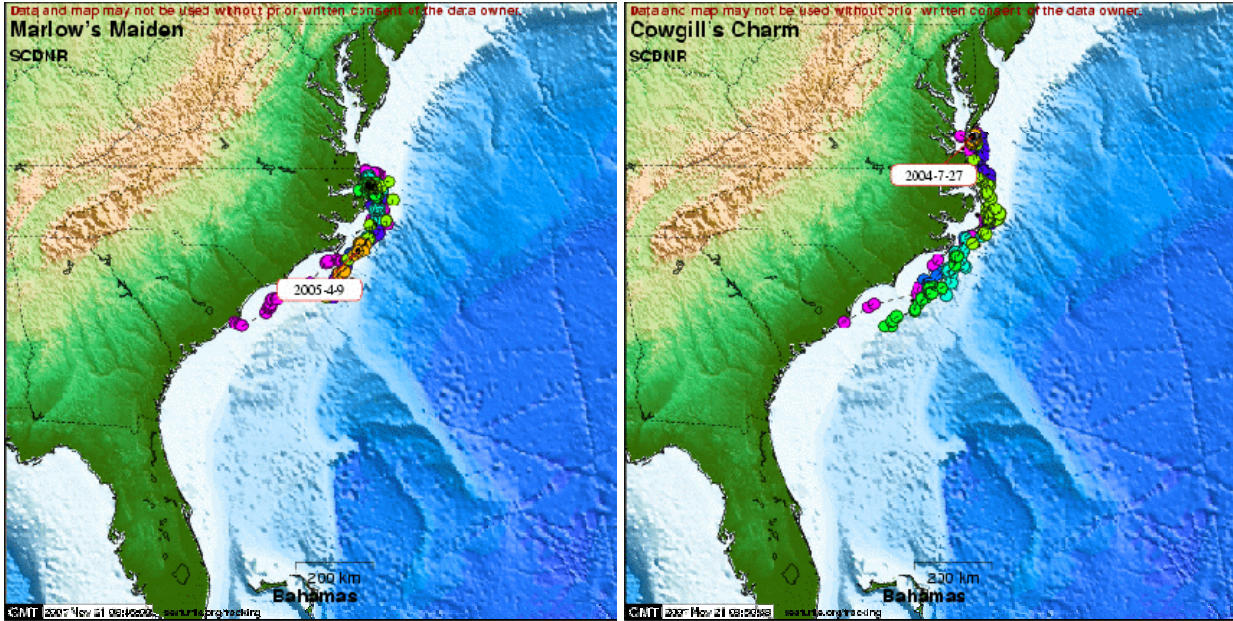 Data and map may not be used without prior written consent of the data owner.
Marlow's Maiden
SCDNR
2005-4-9
200 km
Bahamas
GMT
seaturtle.org/tracking
Data and map may not be used without prior written consent of the data owner.
Cowgill's Charm
SCDNR
2004-7-27
200 km
Bahamas
GMT
seaturtle.org/tracking